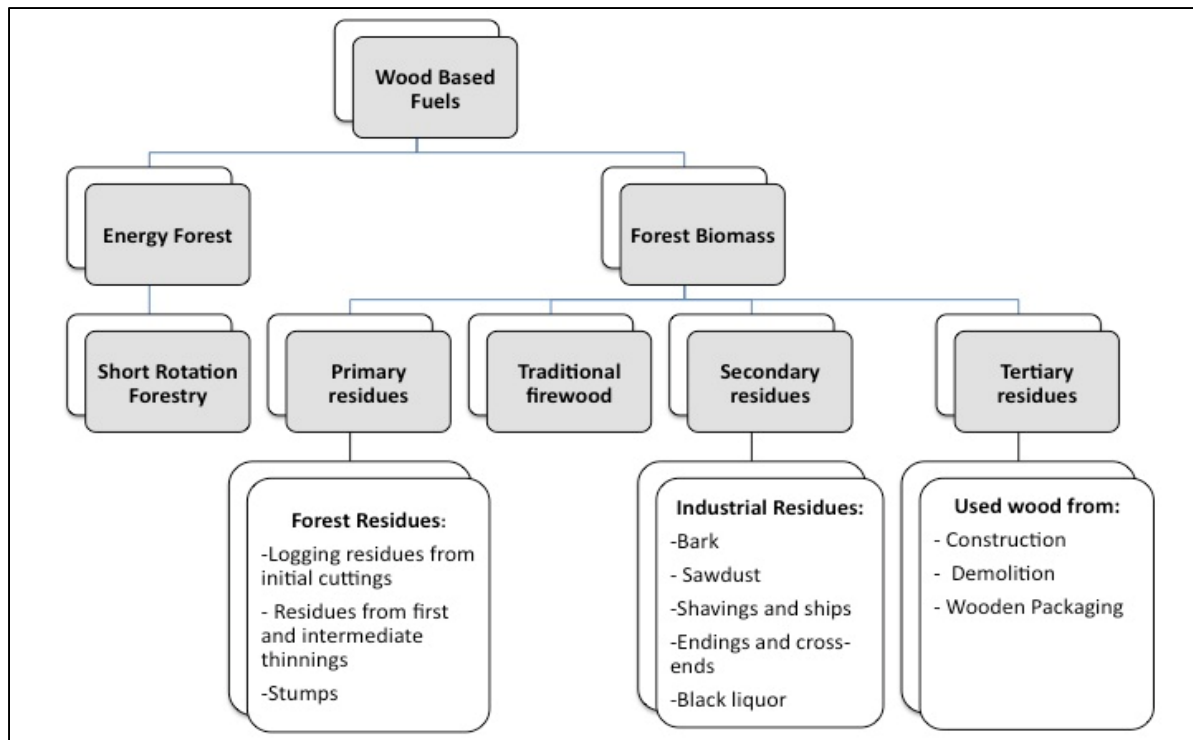 Wood Based
Fuels
Energy Forest
Forest Biomass
Short Rotation
Forestry
Primary
residues
Traditional
firewood
Secondary
residues
Tertiary
residues
Forest Residues:
-Logging residues from
initial cuttings
- Residues from first
and intermediate
thinnings
-Stumps
Industrial Residues:
-Bark
- Sawdust
-Shavings and ships
-Endings and cross-
ends
-Black liquor
Used wood from:
- Construction
- Demolition
- Wooden Packaging